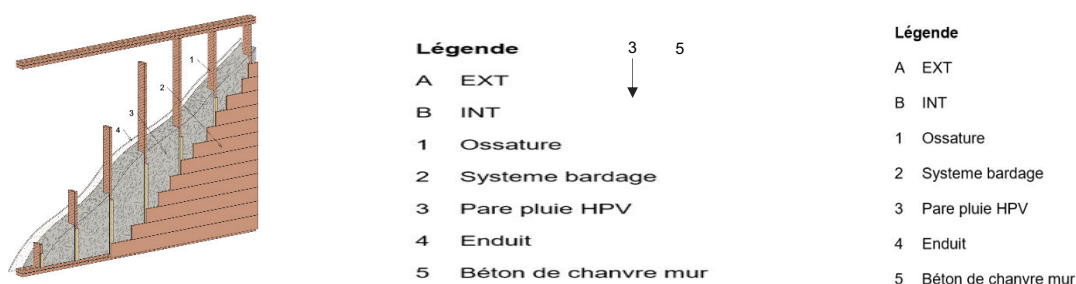 1
2
3
4
Légende
A EXT
B INT
1 Ossature
2 Systeme bardage
3 Pare pluie HPV
4 Enduit
5 Béton de chanvre mur
3 5
Légende
A EXT
B INT
1 Ossature
2 Systeme bardage
3 Pare pluie HPV
4 Enduit
5 Béton de chanvre mur